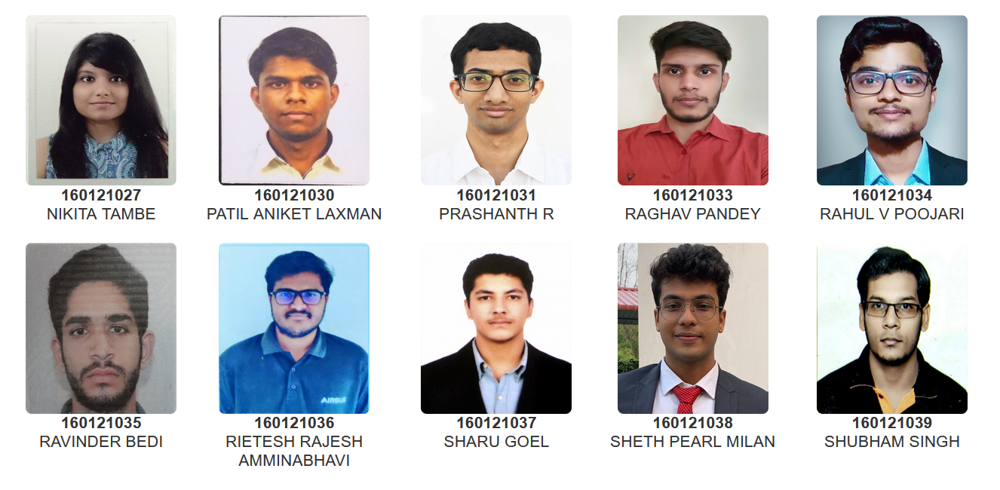 160121027
NIKITA TAMBE
160121030
PATIL ANIKET LAXMAN
160121031
PRASHANTH R
160121033
RAGHAV PANDEY
160121034
RAHUL V POOJARI
AIRBUS
160121035
RAVINDER BEDI
160121036
RIETESH RAJESH
AMMINABHAVI
160121037
SHARU GOEL
160121038
SHETH PEARL MILAN
160121039
SHUBHAM SINGH